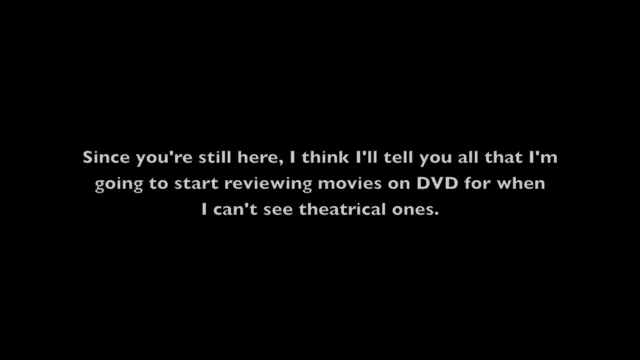 Since you're still here, I think I'll tell you all that I'm
going to start reviewing movies on DVD for when
I can't see theatrical ones.